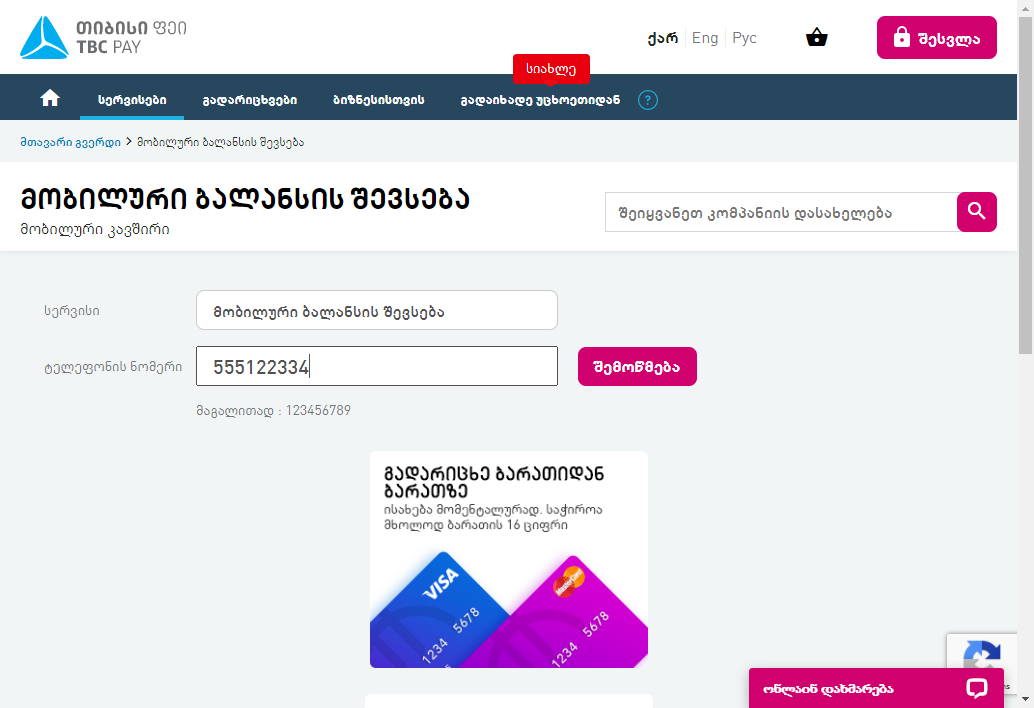 თიბისი ფეი
TBC PAY
ქარ Eng Рус
შესვლა
სიახლე
სერვისები გადარიცხვები ბიზნესისთვის გადაიხადე უცხოეთიდან ?
მთავარი გვერდი > მობილური ბალანსის შევსება
მობილური ბალანსის შევსება
შეიყვანეთ კომპანიის დასახელება
მობილური კავშირი
სერვისი მობილური ბალანსის შევსება
ტელეფონის ნომერი 555122334 შემოწმება
მაგალითად : 123456789
გადარიცხე ბარათიდან
ბარათზე
ისახება მომენტალურად. საჭიროა
მხოლოდ ბარათის 16 ციფრი
VISA
MasterCard
1234 5678
1234 5678
ონლაინ დახმარება